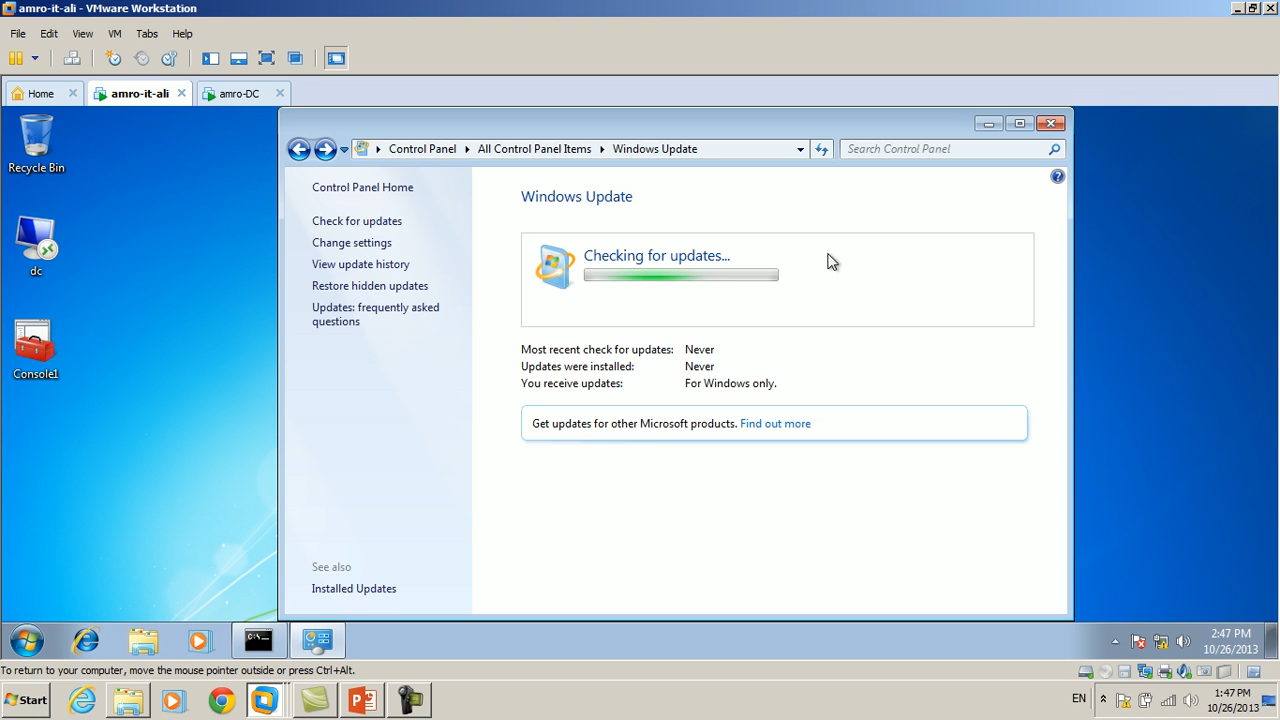 amro-it-ali - VMware Workstation
File Edit View VM Tabs Help
Home amro-it-ali amro-DC
Recycle Bin
dc
Console1
Control Panel All Control Panel Items Windows Update Search Control Panel
Control Panel Home
Check for updates
Change settings
View update history
Restore hidden updates
Updates: frequently asked
questions
See also
Installed Updates
Windows Update
Checking for updates...
Most recent check for updates: Never
Updates were installed: Never
You receive updates: For Windows only.
Get updates for other Microsoft products. Find out more
2:47 PM
10/26/2013
To return to your computer, move the mouse pointer outside or press Ctrl+Alt.
Start EN 1:47 PM
10/26/2013